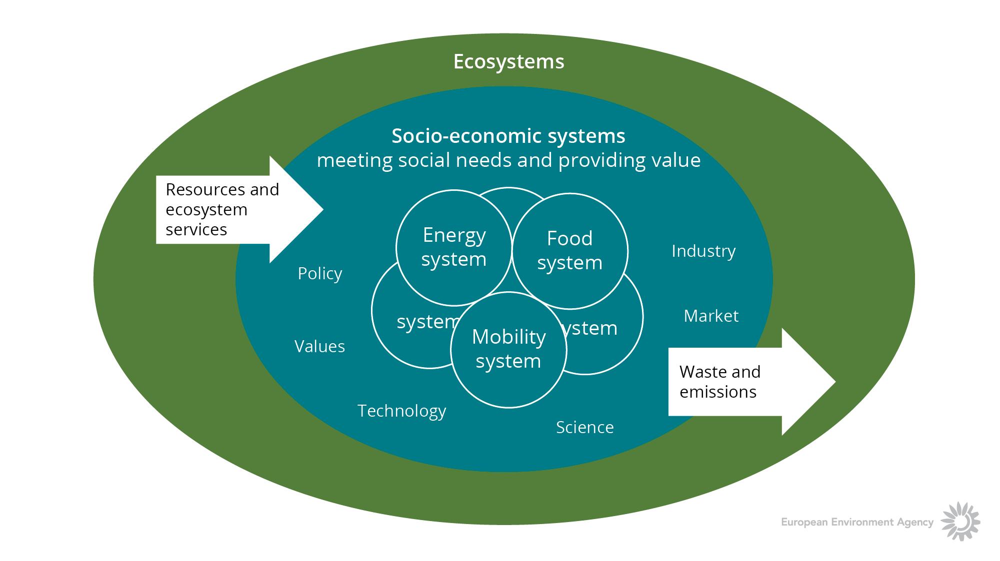 Ecosystems
Socio-economic systems
meeting social needs and providing value
Resources and
ecosystem
services
Energy
system
Food
system
Industry
Policy
system
ystem
Market
Mobility
system
Values
Waste and
emissions
Technology
Science
European Environment Agency